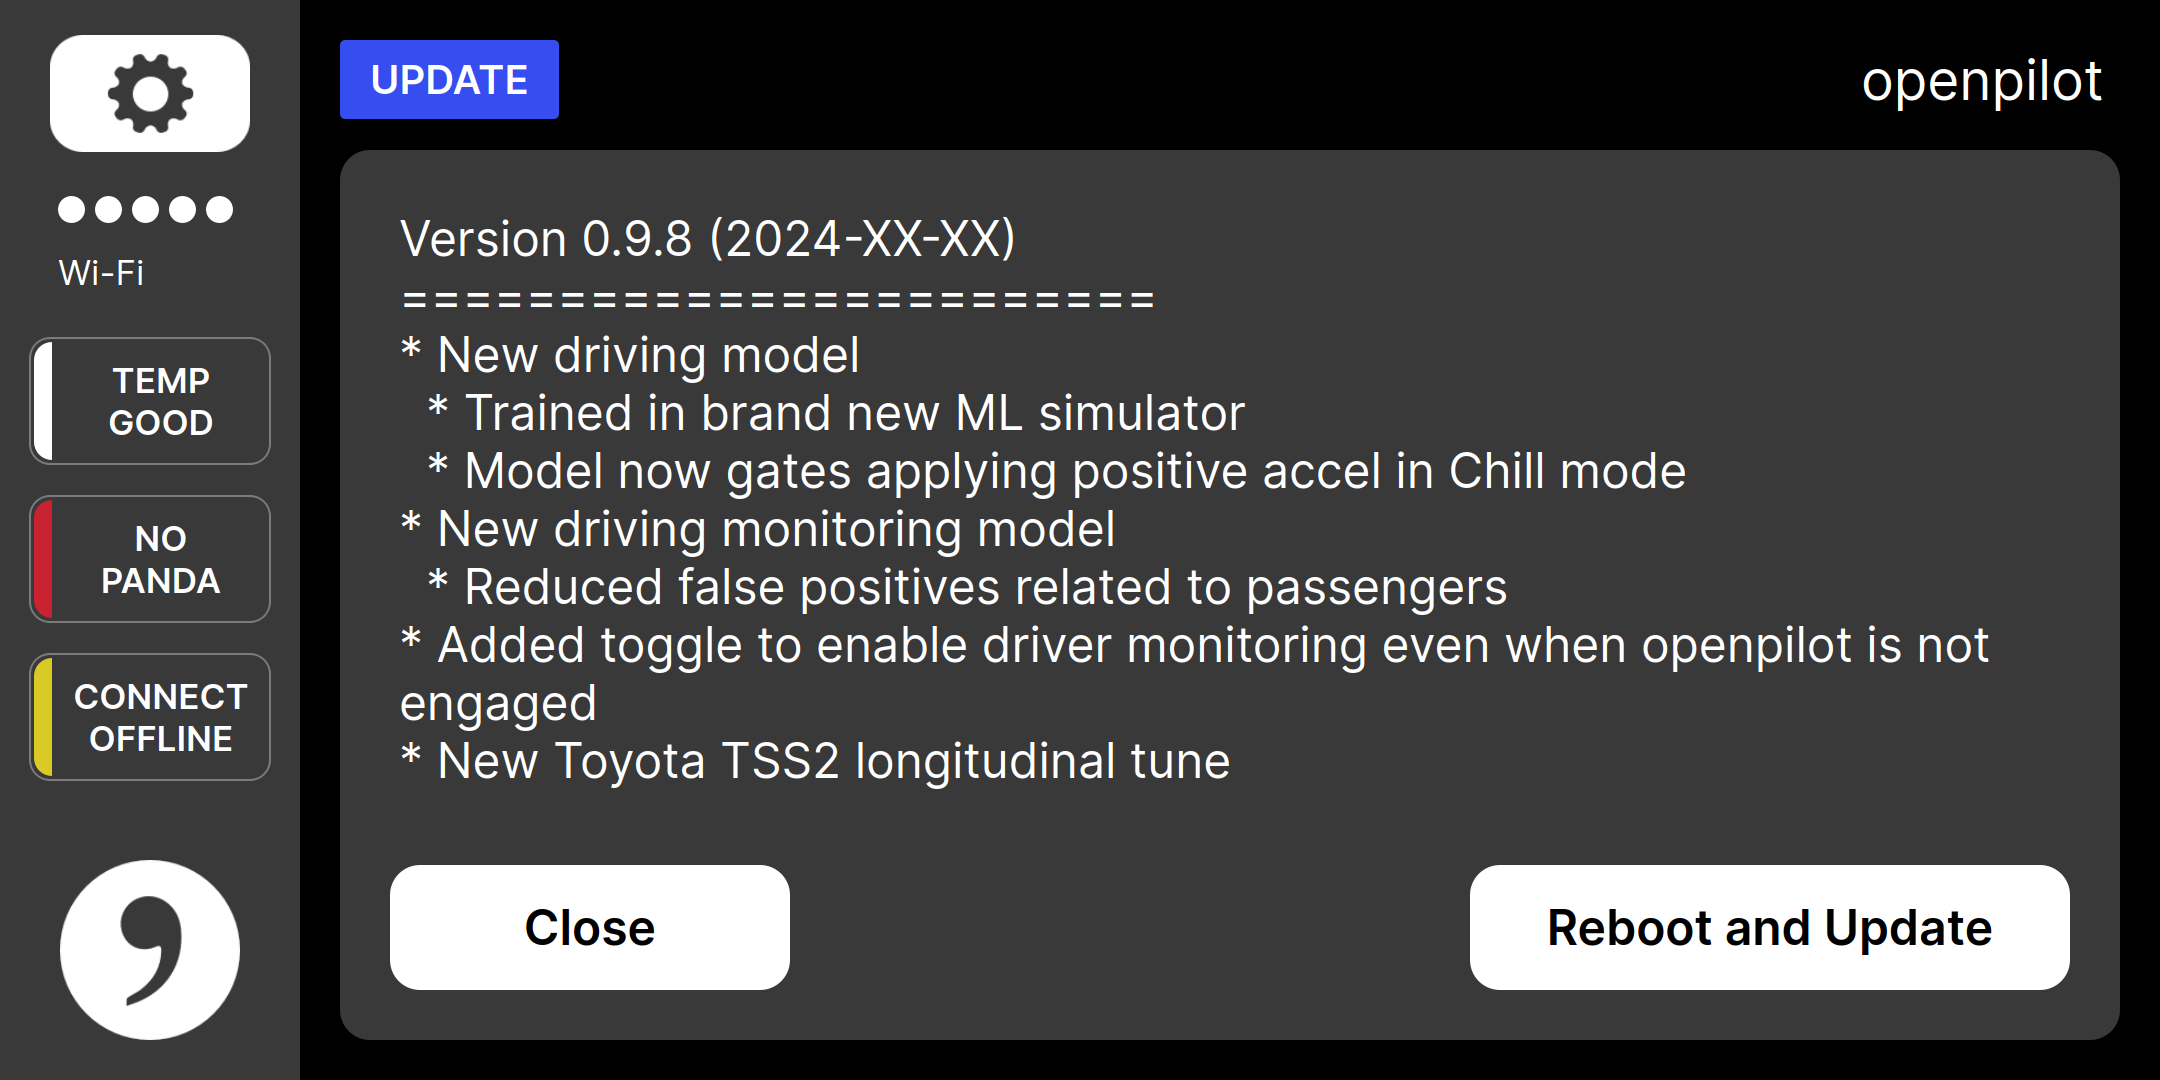 UPDATE
openpilot
Wi-Fi
TEMP
GOOD
NO
PANDA
CONNECT
OFFLINE
Version 0.9.8 (2024-XX-XX)
========================
* New driving model
  * Trained in brand new ML simulator
  * Model now gates applying positive accel in Chill mode
* New driving monitoring model
  * Reduced false positives related to passengers
* Added toggle to enable driver monitoring even when openpilot is not
engaged
* New Toyota TSS2 longitudinal tune
Close
Reboot and Update